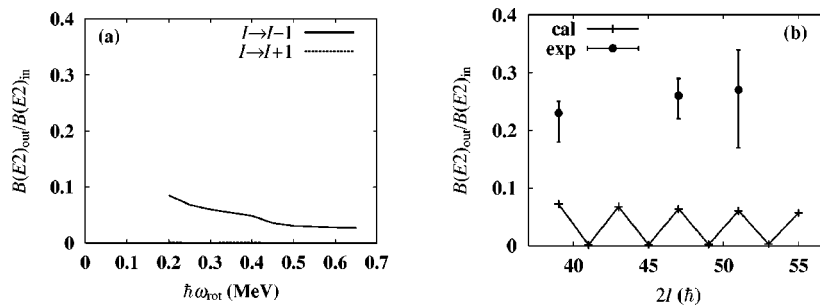 (a)
I→I−1
I→I+1
0.4
0.3
0.2
0.1
0
B(E2)out/B(E2)in
0 0.1 0.2 0.3 0.4 0.5 0.6 0.7
ℏωrot (MeV)
(b)
cal
exp
0.4
0.3
0.2
0.1
0
B(E2)out/B(E2)in
40 45 50 55
2I (ℏ)